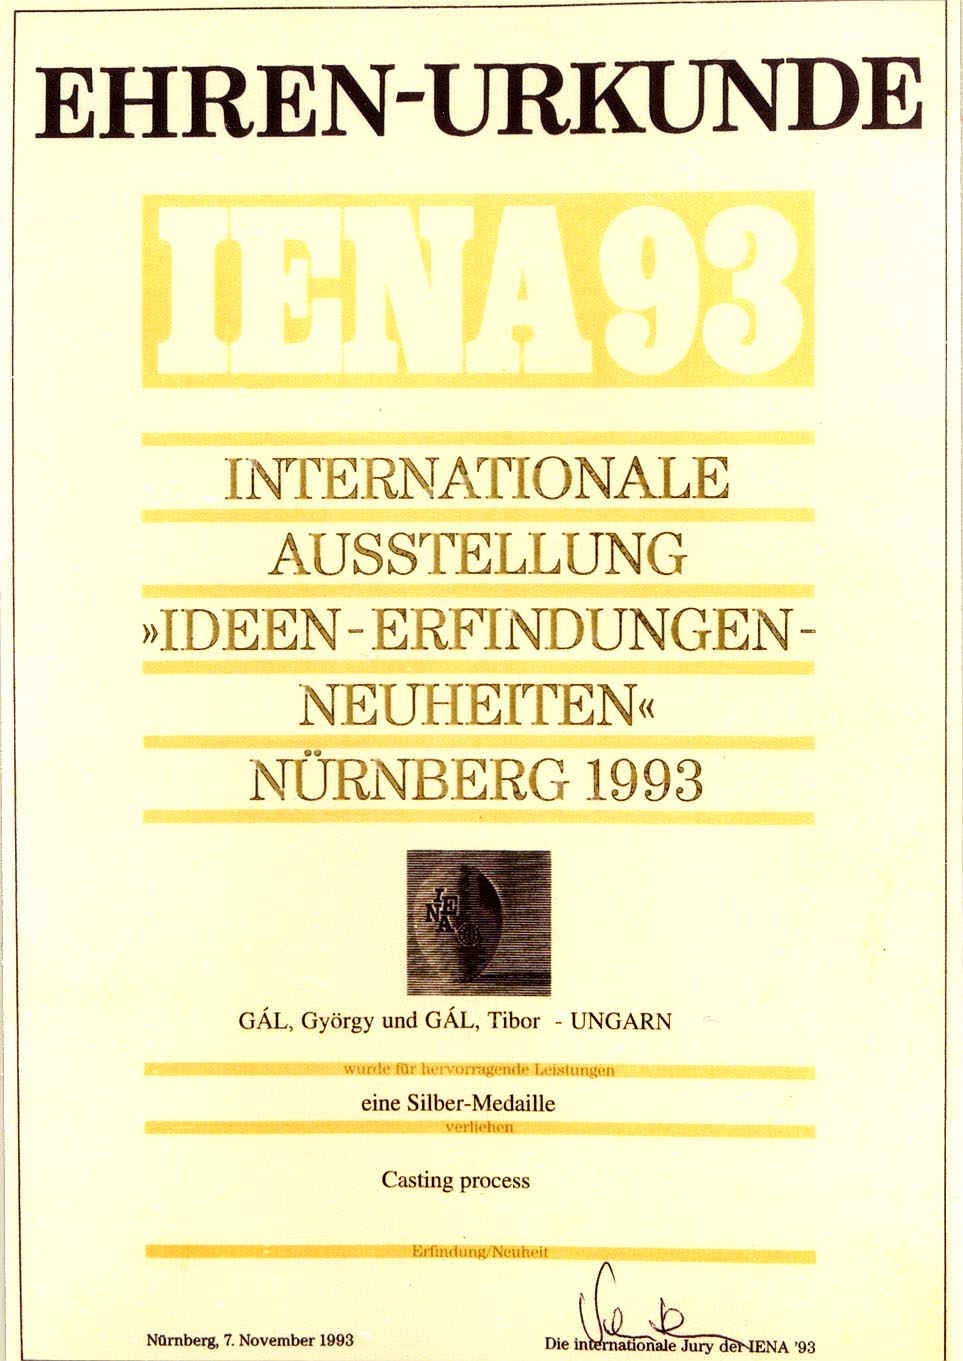 EHREN-URKUNDE
IENA 93
INTERNATIONALE
AUSSTELLUNG
»IDEEN-ERFINDUNGEN-
NEUHEITEN«
NÜRNBERG 1993
IENA
GÁL, György und GÁL, Tibor - UNGARN
wurde für hervorragende Leistungen
eine Silber-Medaille
verliehen
Casting process
Erfindung/Neuheit
Nürnberg, 7. November 1993
Die internationale Jury der IENA '93